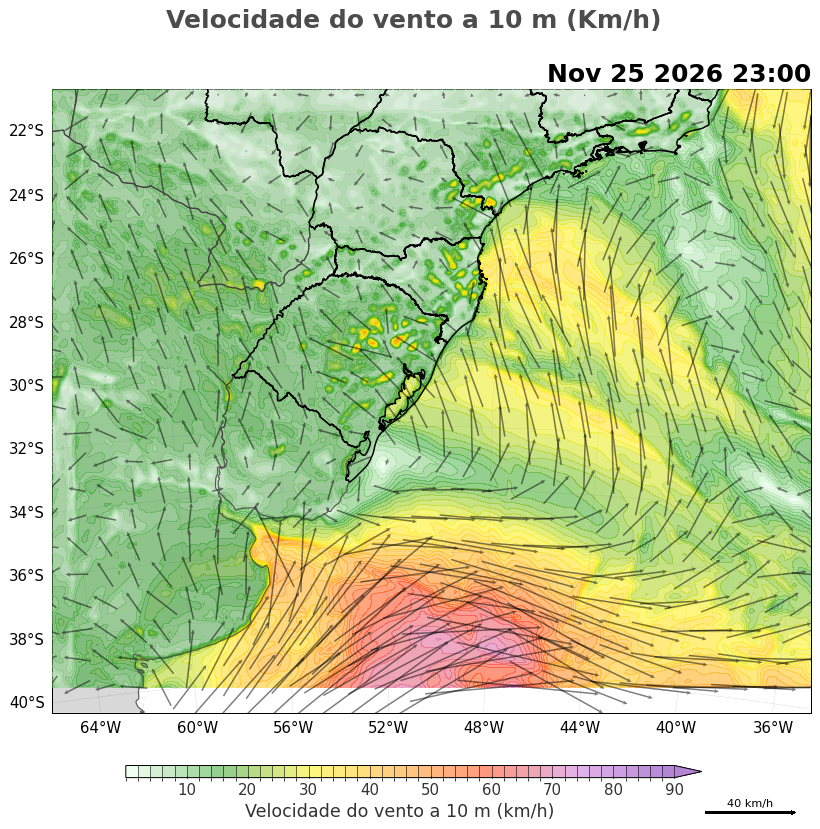 Velocidade do vento a 10 m (Km/h)
Nov 25 2026 23:00
22°S
24°S
26°S
28°S
30°S
32°S
34°S
36°S
38°S
40°S
64°W 60°W 56°W 52°W 48°W 44°W 40°W 36°W
10 20 30 40 50 60 70 80 90
Velocidade do vento a 10 m (km/h)
40 km/h